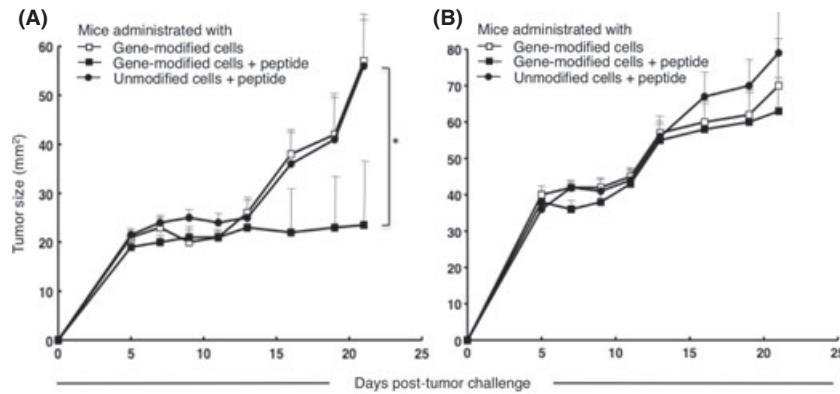 (A)
Mice administrated with
Gene-modified cells
Gene-modified cells + peptide
Unmodified cells + peptide
60
50
40
30
20
10
0
Tumor size (mm²)
*
0
5
10
15
20
25
(B)
Mice administrated with
Gene-modified cells
Gene-modified cells + peptide
Unmodified cells + peptide
80
70
60
50
40
30
20
10
0
0
5
10
15
20
25
Days post-tumor challenge